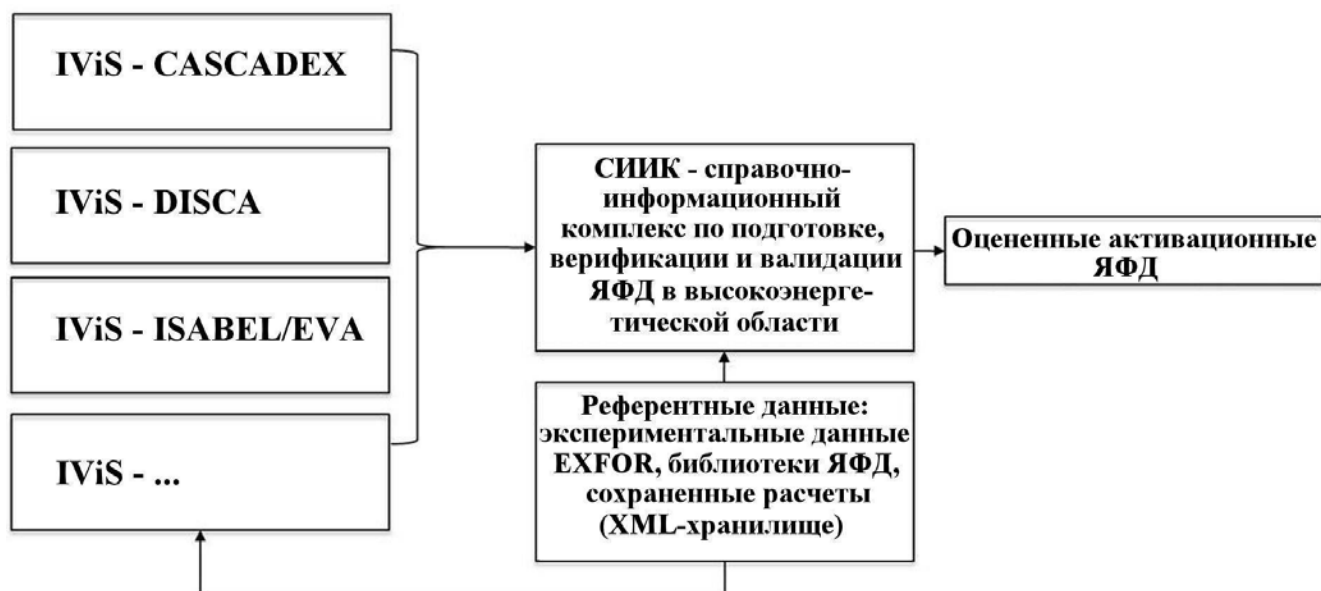 IViS - CASCADEX
IViS - DISCA
IViS - ISABEL/EVA
IViS - ...
СИИК - справочно-
информационный
комплекс по подготовке,
верификации и валидации
ЯФД в высокоэнерге-
тической области
Референтные данные:
экспериментальные данные
EXFOR, библиотеки ЯФД,
сохраненные расчеты
(XML-хранилище)
Оцененные активационные
ЯФД